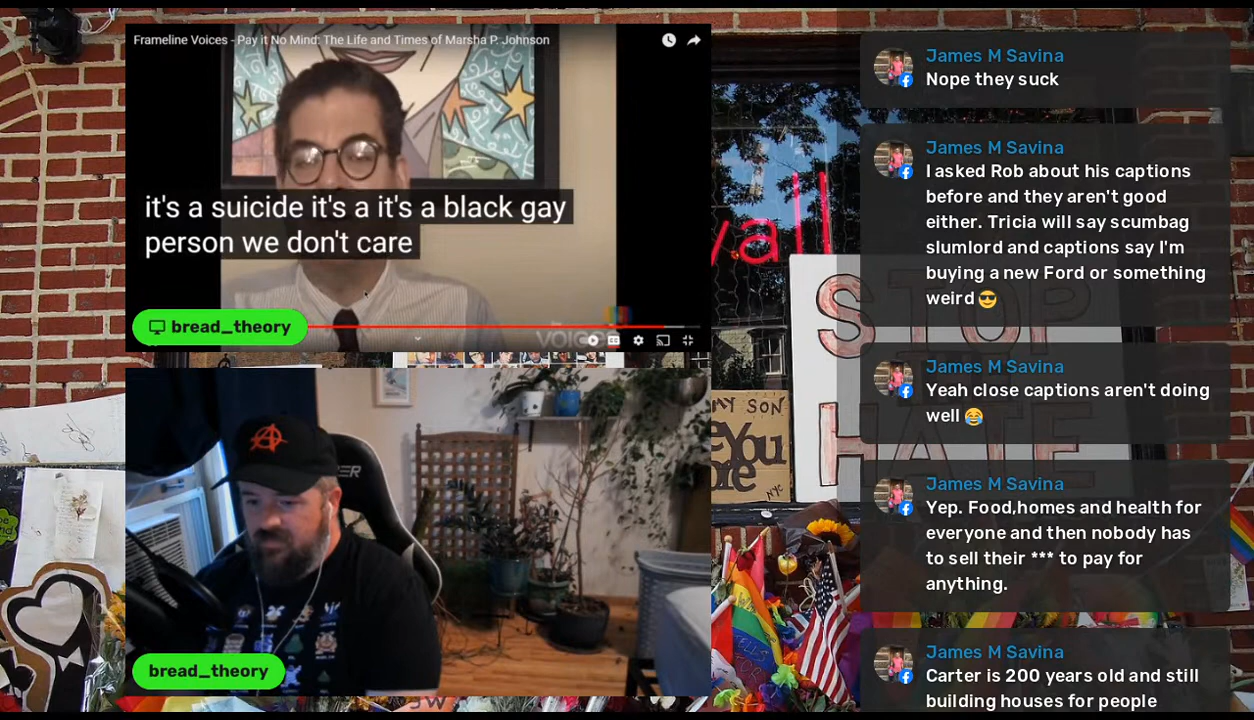 Frameline Voices - Pay it No Mind: The Life and Times of Marsha P. Johnson
it's a suicide it's a it's a black gay
person we don't care
bread_theory
VOICES
CC
bread_theory
STOP
HATE
MY SON
NYC
James M Savina
Nope they suck
James M Savina
I asked Rob about his captions
before and they aren't good
either. Tricia will say scumbag
slumlord and captions say I'm
buying a new Ford or something
weird 😎
James M Savina
Yeah close captions aren't doing
well 😂
James M Savina
Yep. Food,homes and health for
everyone and then nobody has
to sell their *** to pay for
anything.
James M Savina
Carter is 200 years old and still
building houses for people